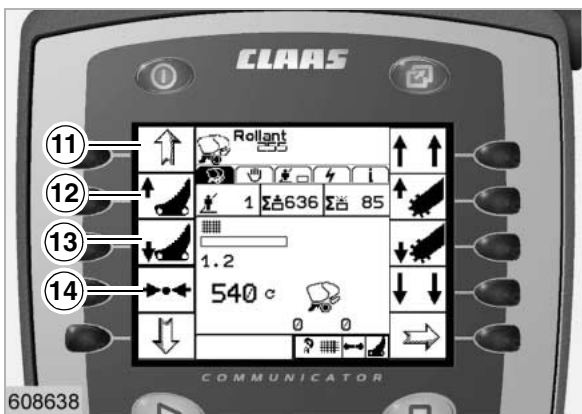 CLAAS
11
Rollant
255
i
12
1 Σ636 Σ 85
13
1.2
14
540
0 0
R
COMMUNICATOR
608638